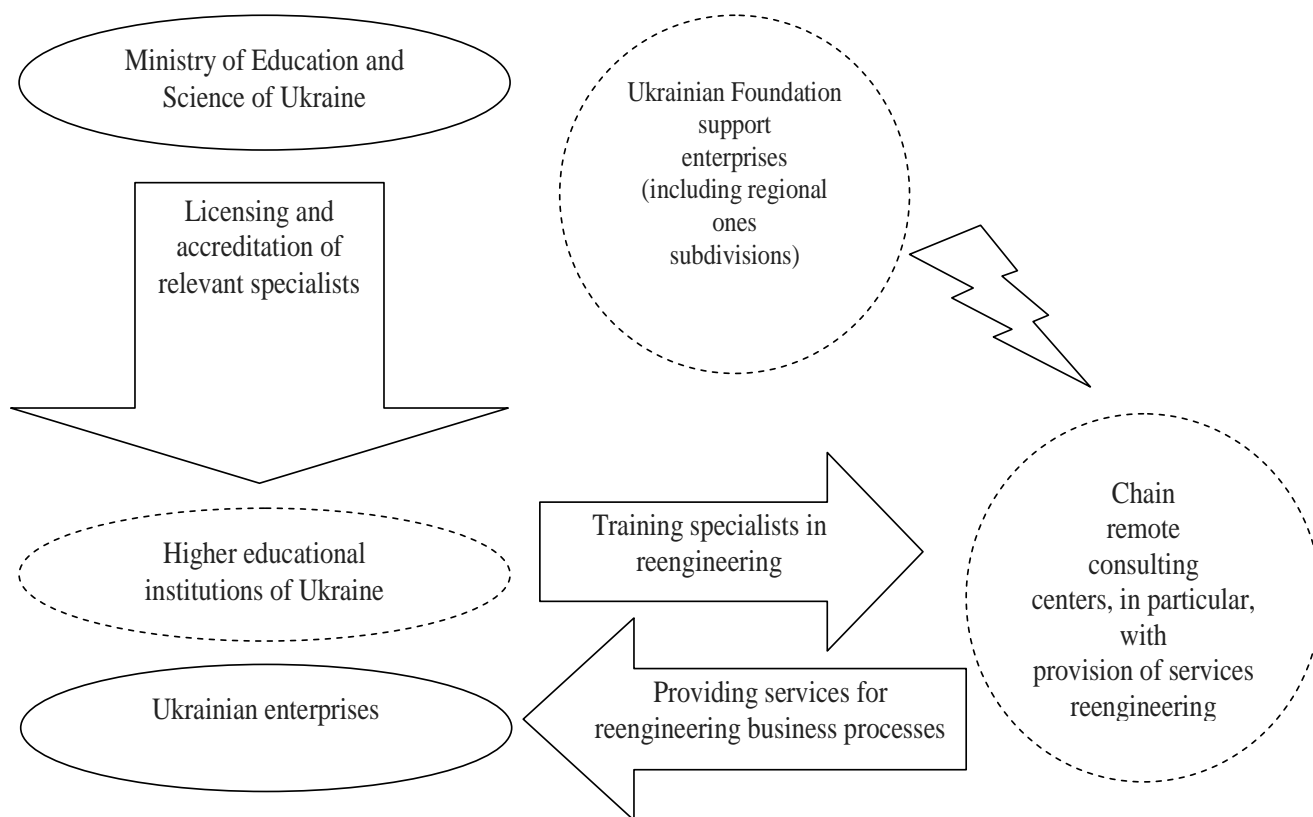 Ministry of Education and
Science of Ukraine
Ukrainian Foundation
support
enterprises
(including regional
ones
subdivisions)
Licensing and
accreditation of
relevant specialists
Higher educational
institutions of Ukraine
Training specialists in
reengineering
Chain
remote
consulting
centers, in particular,
with
provision of services
reengineering
Ukrainian enterprises
Providing services for
reengineering business processes